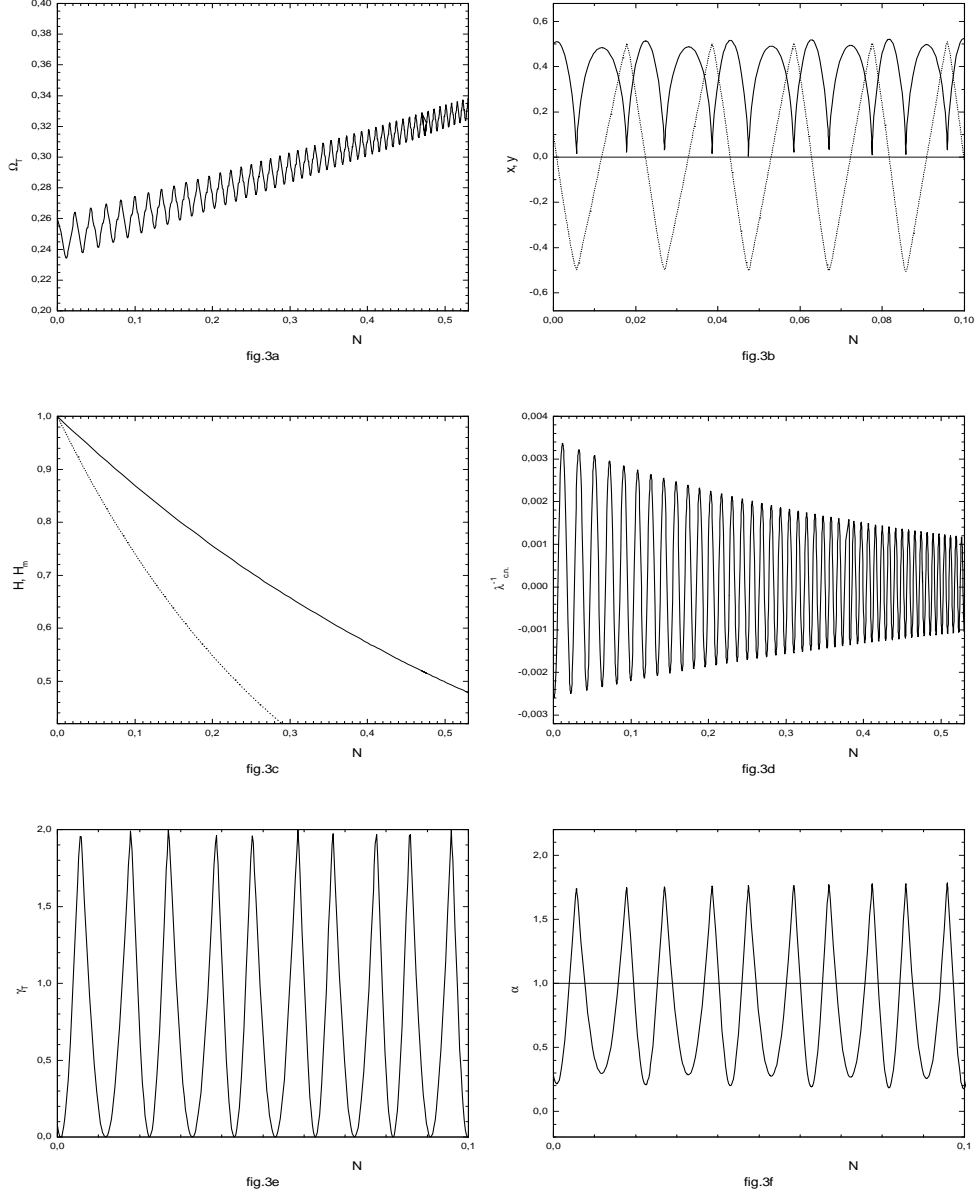 0,40
0,38
0,36
0,34
0,32
0,30
0,28
0,26
0,24
0,22
0,20
Ω_T
0,0 0,1 0,2 0,3 0,4 0,5
N
fig.3a
0,6
0,4
0,2
0,0
-0,2
-0,4
-0,6
x, y
0,00 0,02 0,04 0,06 0,08 0,10
N
fig.3b
1,0
0,9
0,8
0,7
0,6
0,5
H, H_m
0,0 0,1 0,2 0,3 0,4 0,5
N
fig.3c
0,004
0,003
0,002
0,001
0,000
-0,001
-0,002
-0,003
λ^-1_c.n.
0,0 0,1 0,2 0,3 0,4 0,5
N
fig.3d
2,0
1,5
1,0
0,5
0,0
γ_T
0,0 0,1
N
fig.3e
2,0
1,5
1,0
0,5
0,0
α
0,0 0,1
N
fig.3f